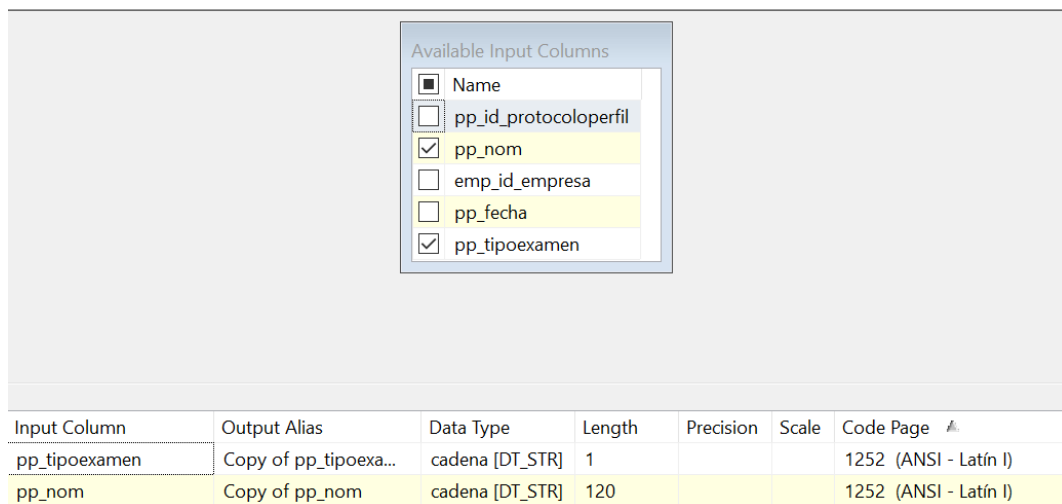 Available Input Columns
Name
pp_id_protocoloperfil
pp_nom
emp_id_empresa
pp_fecha
pp_tipoexamen
Input Column Output Alias Data Type Length Precision Scale Code Page
pp_tipoexamen Copy of pp_tipoexa... cadena [DT_STR] 1 1252 (ANSI - Latín I)
pp_nom Copy of pp_nom cadena [DT_STR] 120 1252 (ANSI - Latín I)